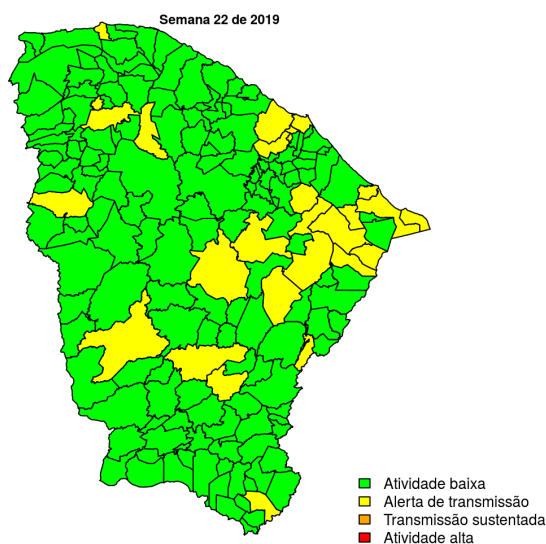 Semana 22 de 2019
Atividade baixa
Alerta de transmissão
Transmissão sustentada
Atividade alta